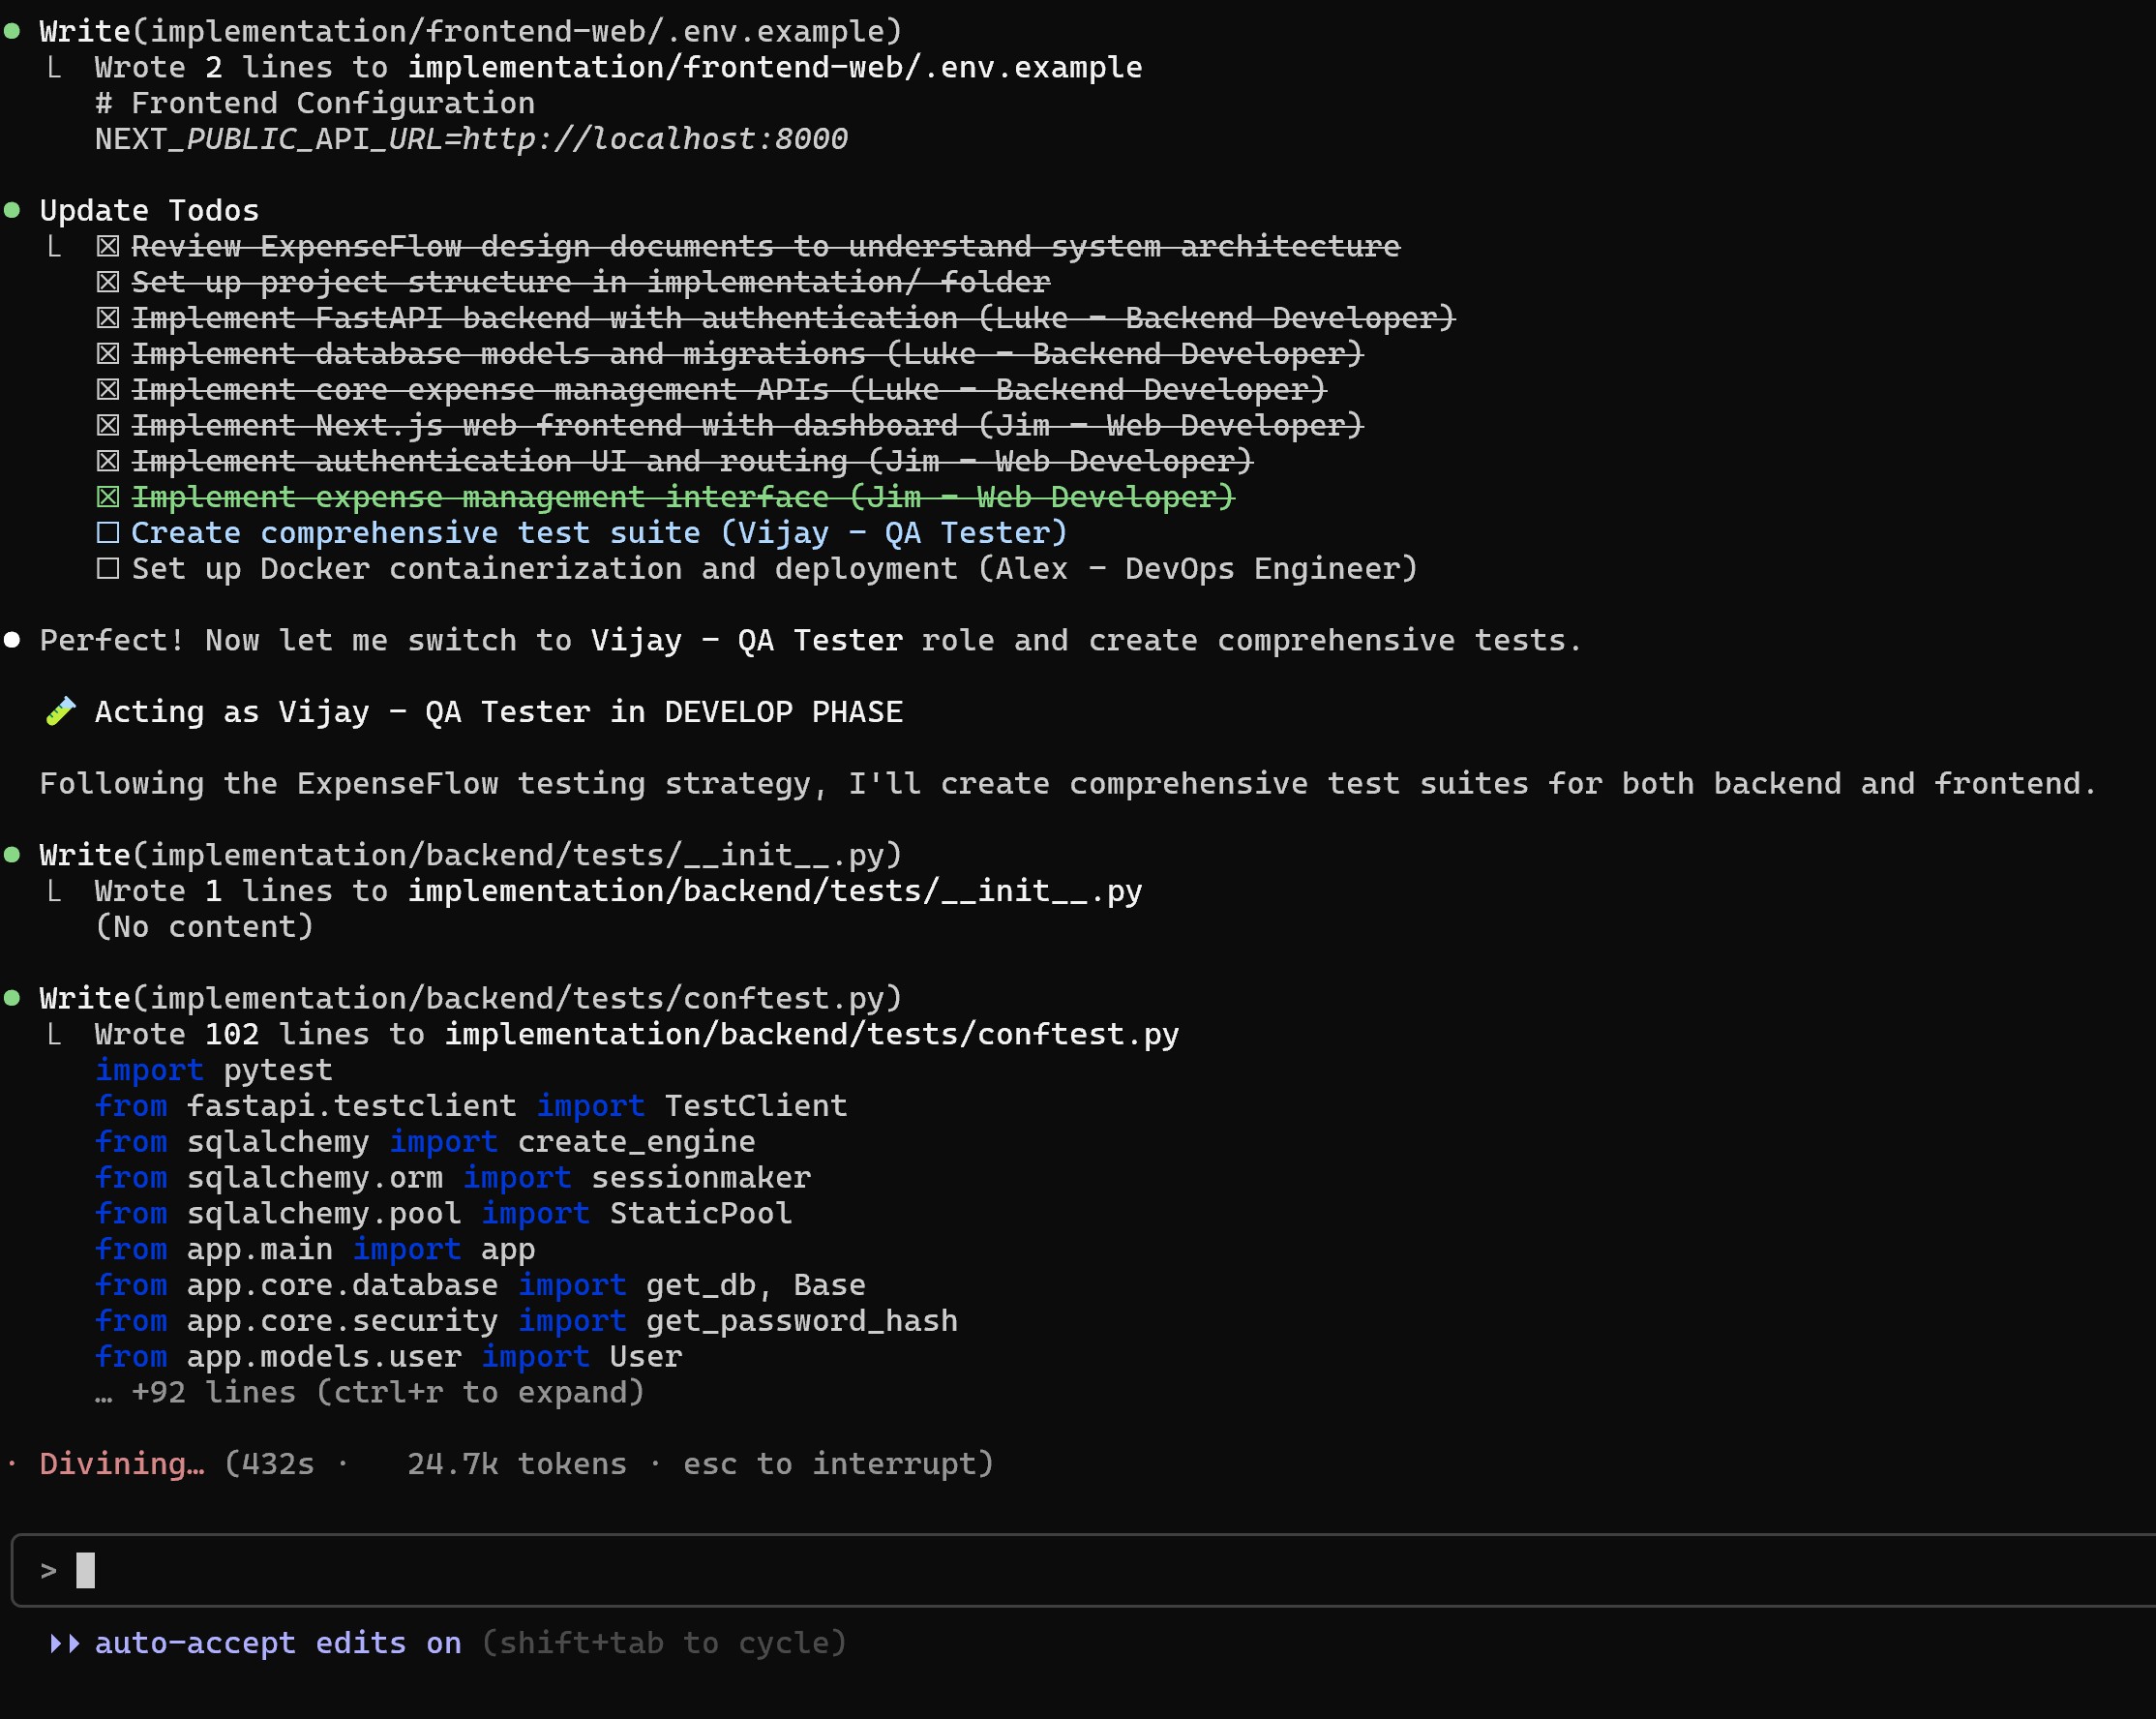 ● Write(implementation/frontend-web/.env.example)
⎿ Wrote 2 lines to implementation/frontend-web/.env.example
# Frontend Configuration
NEXT_PUBLIC_API_URL=http://localhost:8000
● Update Todos
⎿ ☒ Review ExpenseFlow design documents to understand system architecture
☒ Set up project structure in implementation/ folder
☒ Implement FastAPI backend with authentication (Luke - Backend Developer)
☒ Implement database models and migrations (Luke - Backend Developer)
☒ Implement core expense management APIs (Luke - Backend Developer)
☒ Implement Next.js web frontend with dashboard (Jim - Web Developer)
☒ Implement authentication UI and routing (Jim - Web Developer)
☒ Implement expense management interface (Jim - Web Developer)
☐ Create comprehensive test suite (Vijay - QA Tester)
☐ Set up Docker containerization and deployment (Alex - DevOps Engineer)
● Perfect! Now let me switch to Vijay - QA Tester role and create comprehensive tests.
🧪 Acting as Vijay - QA Tester in DEVELOP PHASE
Following the ExpenseFlow testing strategy, I'll create comprehensive test suites for both backend and frontend.
● Write(implementation/backend/tests/__init__.py)
⎿ Wrote 1 lines to implementation/backend/tests/__init__.py
(No content)
● Write(implementation/backend/tests/conftest.py)
⎿ Wrote 102 lines to implementation/backend/tests/conftest.py
import pytest
from fastapi.testclient import TestClient
from sqlalchemy import create_engine
from sqlalchemy.orm import sessionmaker
from sqlalchemy.pool import StaticPool
from app.main import app
from app.core.database import get_db, Base
from app.core.security import get_password_hash
from app.models.user import User
… +92 lines (ctrl+r to expand)
· Divining… (432s · 24.7k tokens · esc to interrupt)
>
⏵⏵ auto-accept edits on (shift+tab to cycle)